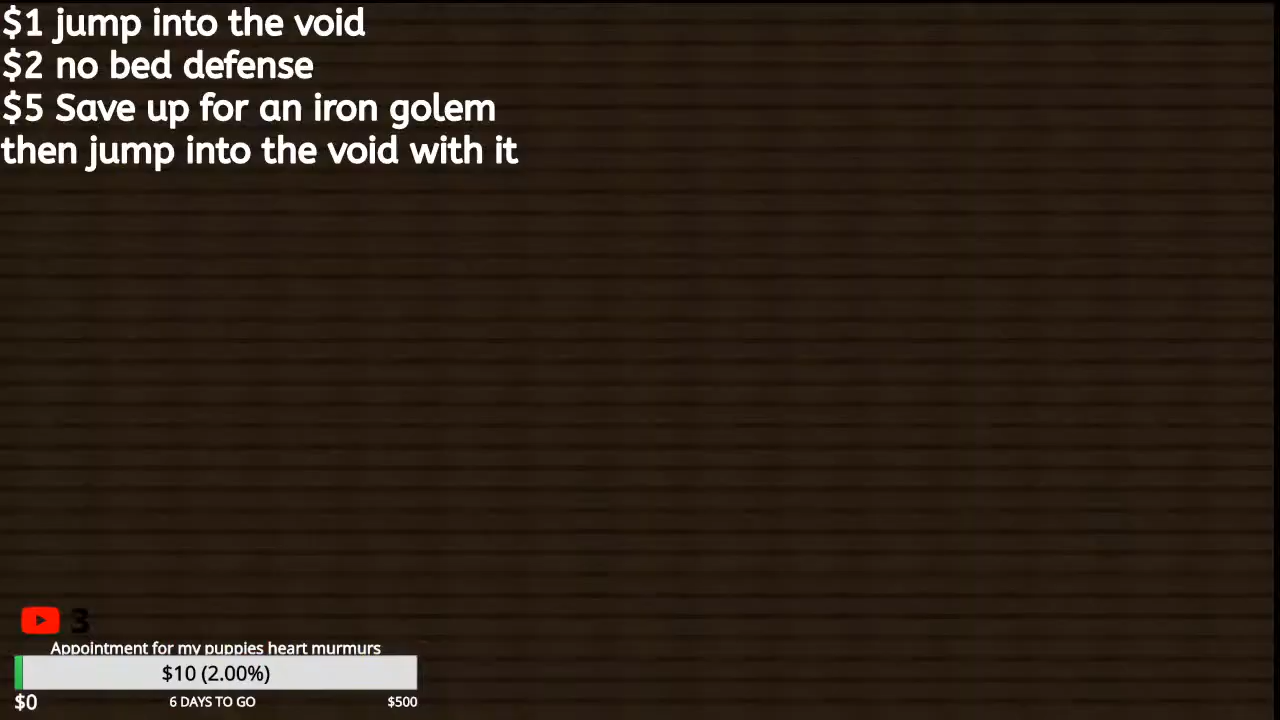 $1 jump into the void
$2 no bed defense
$5 Save up for an iron golem
then jump into the void with it
3
Appointment for my puppies heart murmurs
$10 (2.00%)
$0 6 DAYS TO GO $500